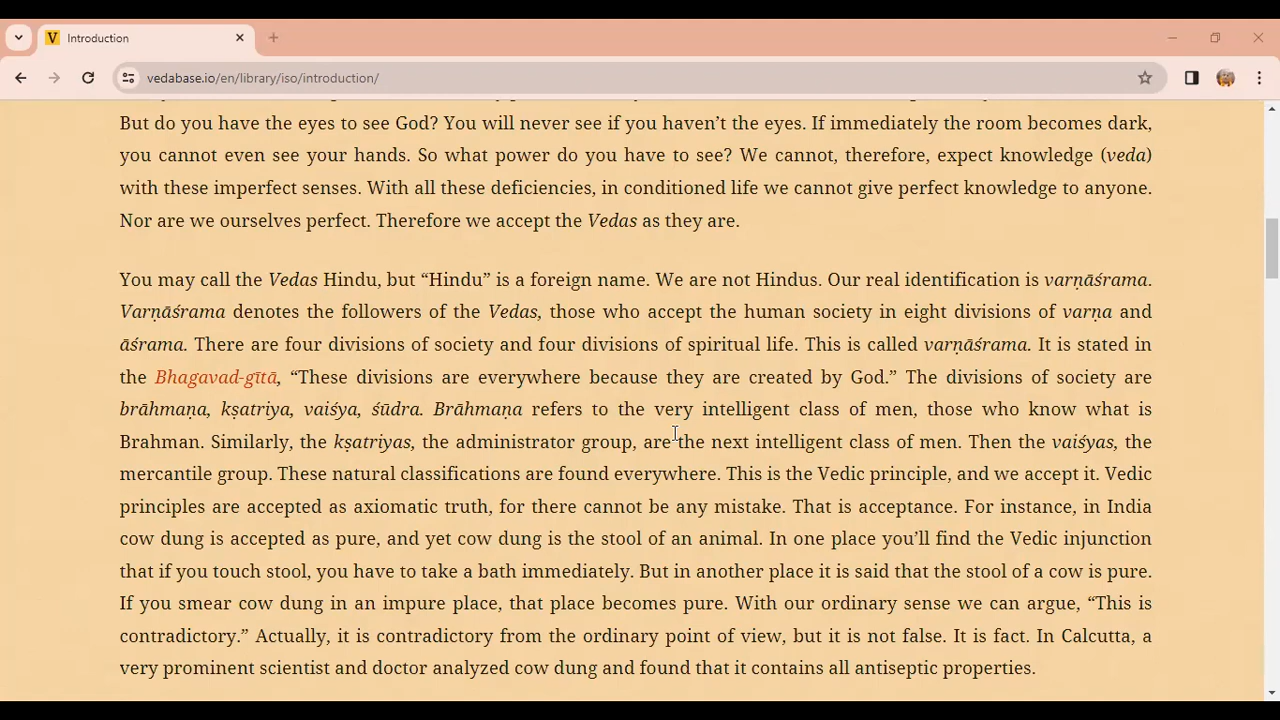 Introduction
vedabase.io/en/library/iso/introduction/
But do you have the eyes to see God? You will never see if you haven’t the eyes. If immediately the room becomes dark,
you cannot even see your hands. So what power do you have to see? We cannot, therefore, expect knowledge (veda)
with these imperfect senses. With all these deficiencies, in conditioned life we cannot give perfect knowledge to anyone.
Nor are we ourselves perfect. Therefore we accept the Vedas as they are.
You may call the Vedas Hindu, but “Hindu” is a foreign name. We are not Hindus. Our real identification is varṇāśrama.
Varṇāśrama denotes the followers of the Vedas, those who accept the human society in eight divisions of varṇa and
āśrama. There are four divisions of society and four divisions of spiritual life. This is called varṇāśrama. It is stated in
the Bhagavad-gītā, “These divisions are everywhere because they are created by God.” The divisions of society are
brāhmaṇa, kṣatriya, vaiśya, śūdra. Brāhmaṇa refers to the very intelligent class of men, those who know what is
Brahman. Similarly, the kṣatriyas, the administrator group, are the next intelligent class of men. Then the vaiśyas, the
mercantile group. These natural classifications are found everywhere. This is the Vedic principle, and we accept it. Vedic
principles are accepted as axiomatic truth, for there cannot be any mistake. That is acceptance. For instance, in India
cow dung is accepted as pure, and yet cow dung is the stool of an animal. In one place you’ll find the Vedic injunction
that if you touch stool, you have to take a bath immediately. But in another place it is said that the stool of a cow is pure.
If you smear cow dung in an impure place, that place becomes pure. With our ordinary sense we can argue, “This is
contradictory.” Actually, it is contradictory from the ordinary point of view, but it is not false. It is fact. In Calcutta, a
very prominent scientist and doctor analyzed cow dung and found that it contains all antiseptic properties.